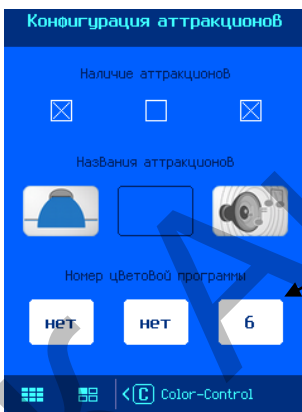 Конфигурация аттракционов
Наличие аттракционов
Названия аттракционов
Номер цветовой программы
нет нет 6
<[C] Color-Control